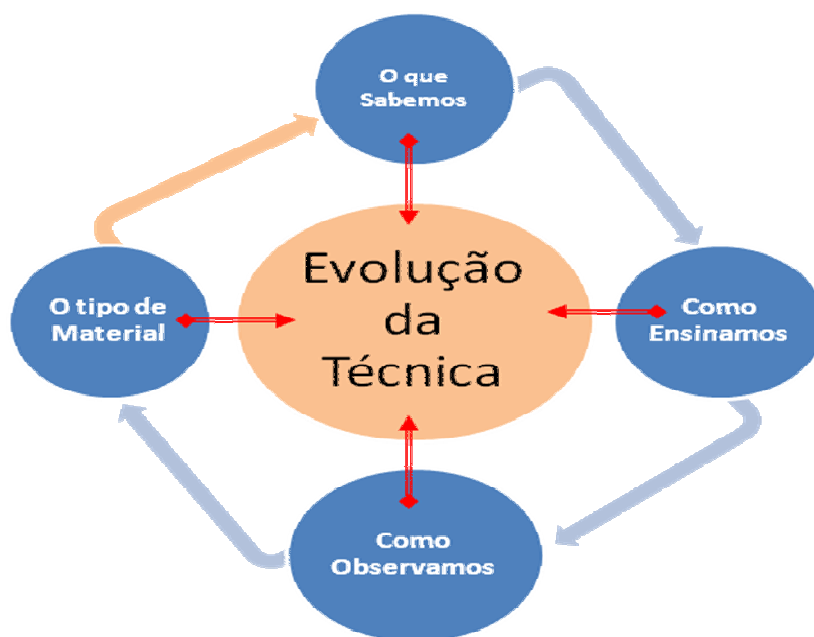 O que
Sabemos
Evolução
da
Técnica
O tipo de
Material
Como
Ensinamos
Como
Observamos